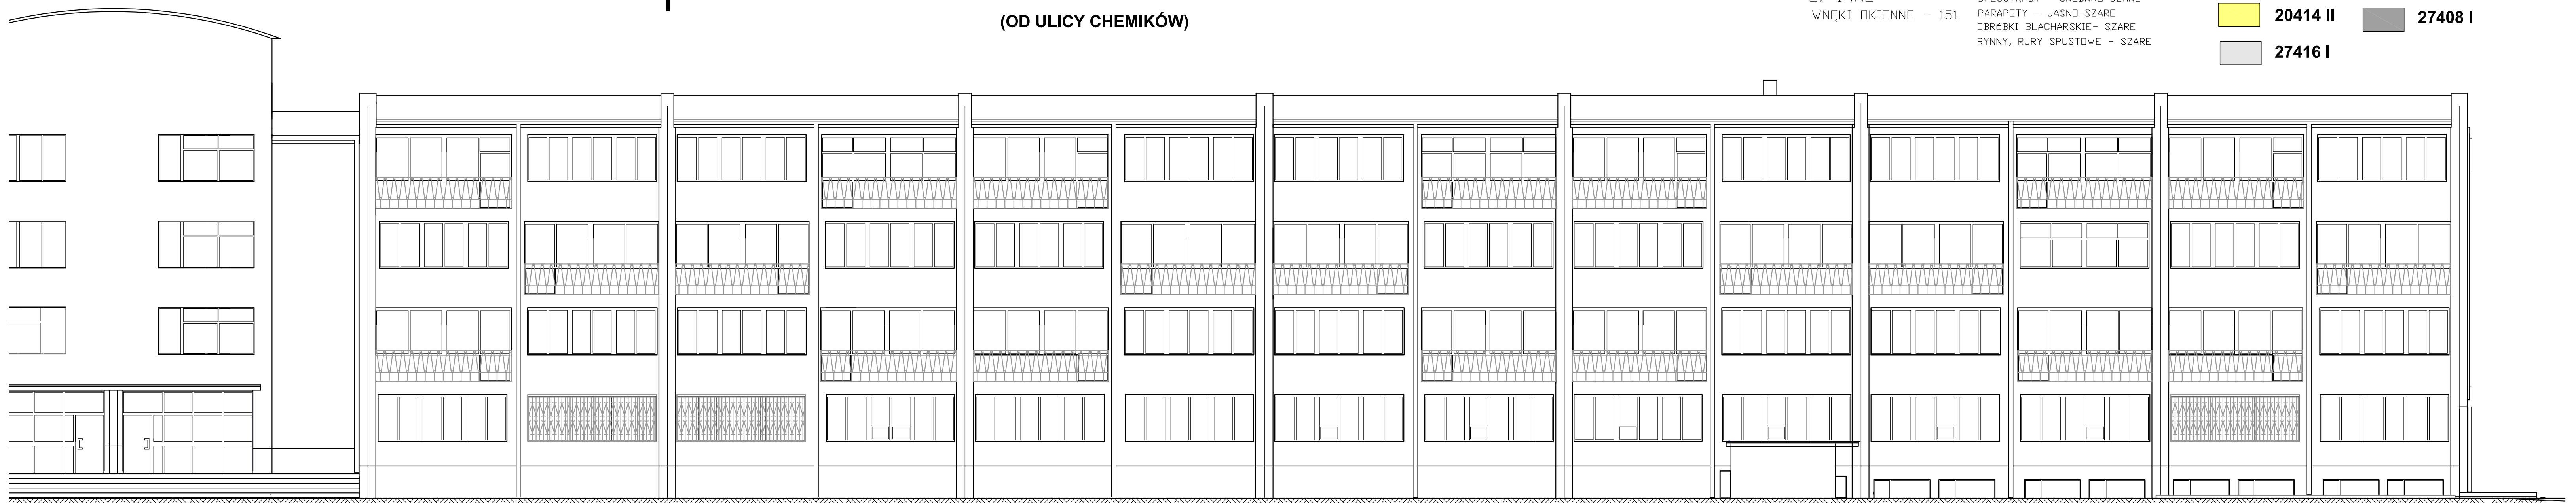 (OD ULICY CHEMIKÓW)
WNĘKI OKIENNE - 151
PARAPETY - JASNO-SZARE
OBRÓBKI BLACHARSKIE- SZARE
RYNNY, RURY SPUSTOWE - SZARE
20414 II
27408 I
27416 I